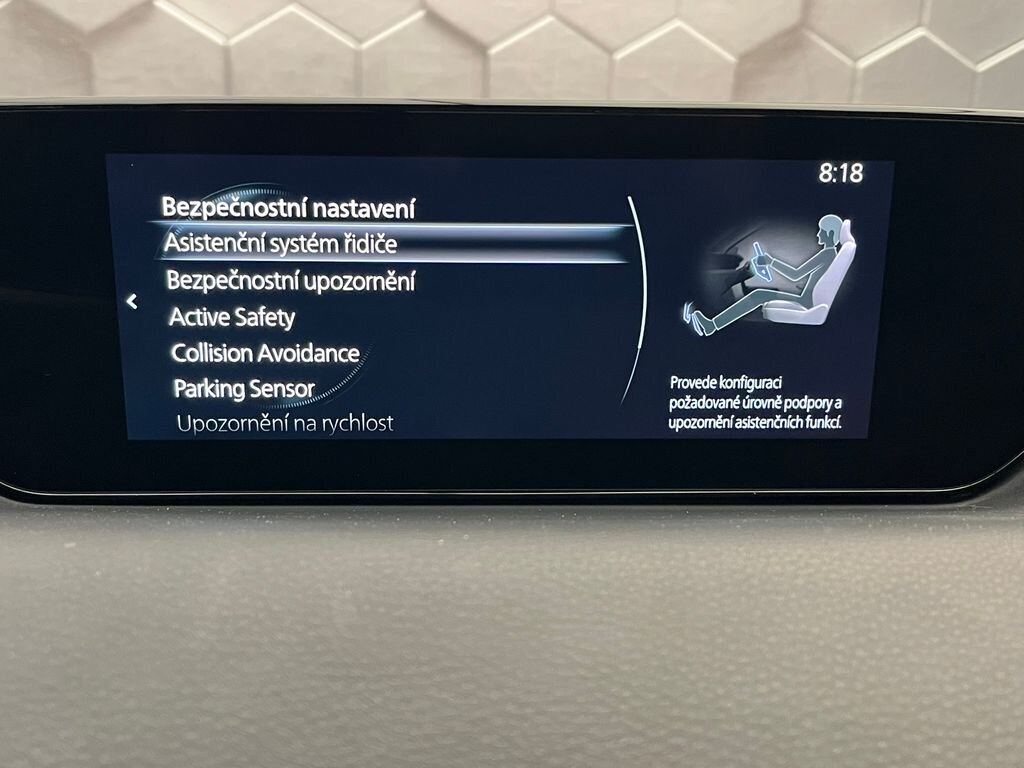 8:18
Bezpečnostní nastavení
Asistenční systém řidiče
Bezpečnostní upozornění
Active Safety
Collision Avoidance
Parking Sensor
Upozornění na rychlost
Provede konfiguraci
požadované úrovně podpory a
upozornění asistenčních funkcí.